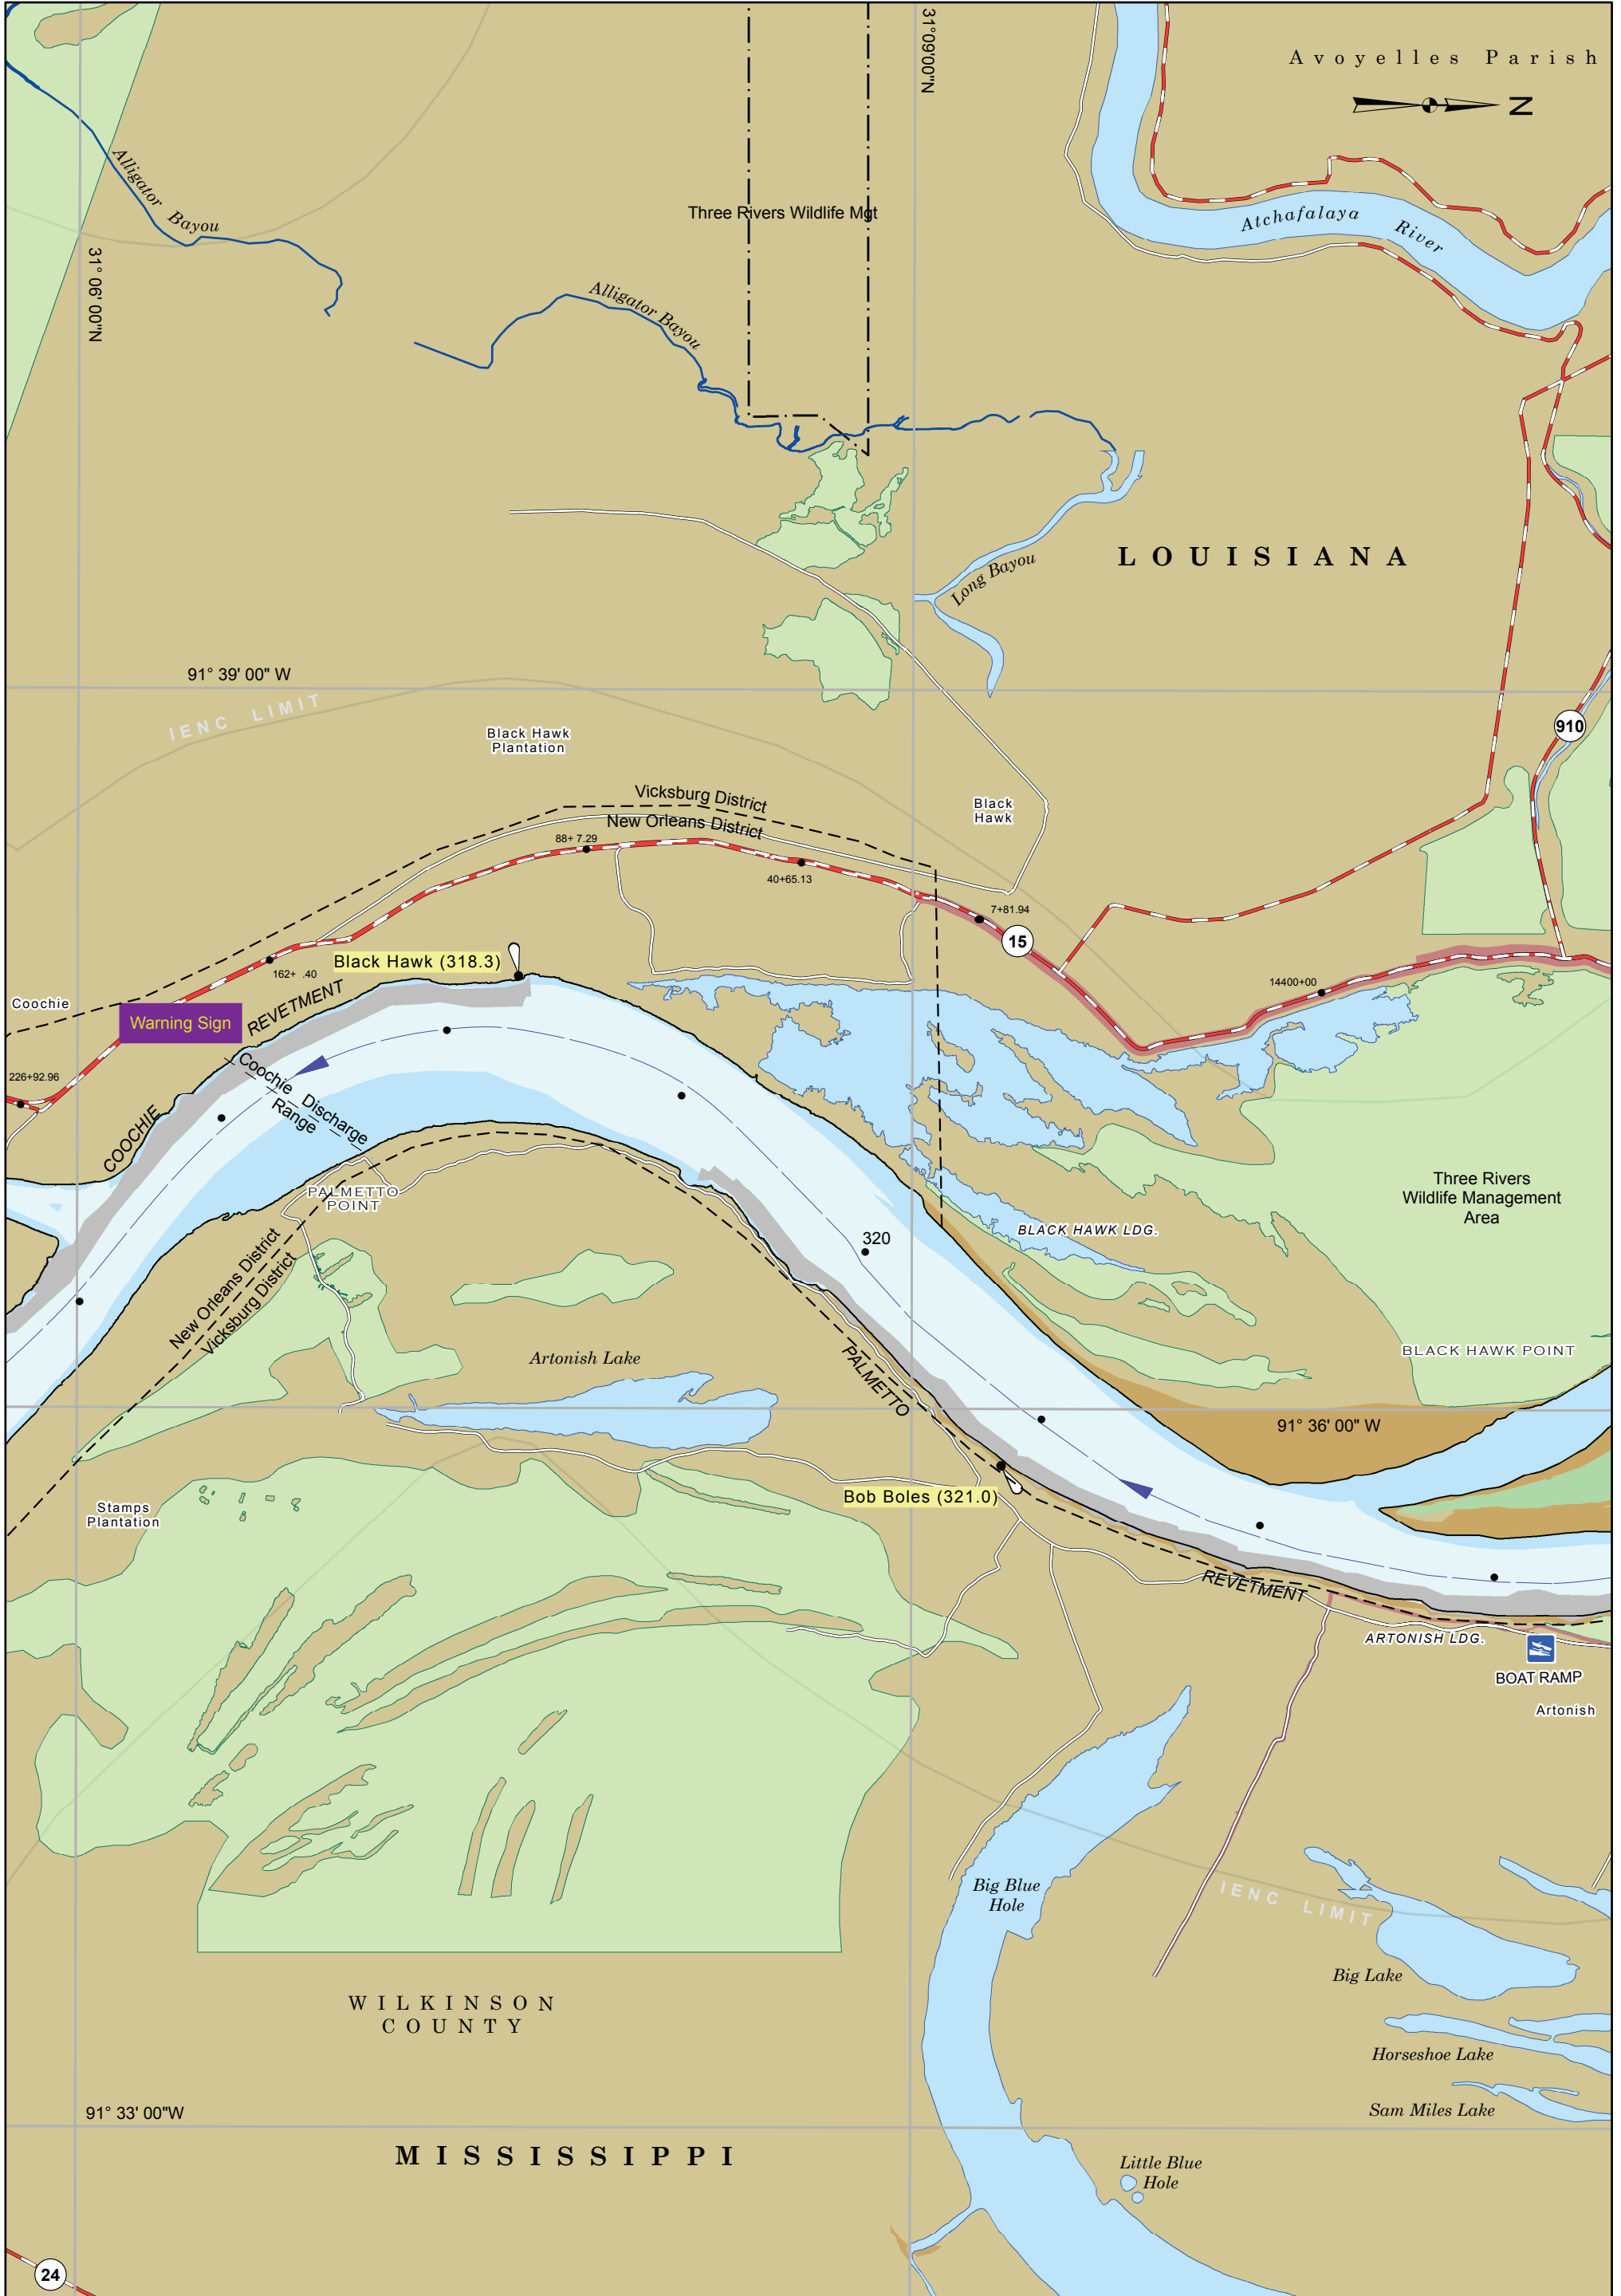 31°09'00"N
Avoyelles Parish
N
Alligator Bayou
Three Rivers Wildlife Mgt
Atchafalaya River
31° 06' 00"N
Alligator Bayou
LOUISIANA
Long Bayou
91° 39' 00" W
IENC LIMIT
910
Black Hawk
Plantation
Vicksburg District
New Orleans District
Black
Hawk
88+ 7.29
40+65.13
7+81.94
15
Black Hawk (318.3)
162+ .40
14400+00
Coochie
REVETMENT
Warning Sign
226+92.96
Coochie Discharge
Range
COOCHIE
PALMETTO
POINT
Three Rivers
Wildlife Management
Area
BLACK HAWK LDG.
320
New Orleans District
Vicksburg District
Artonish Lake
PALMETTO
BLACK HAWK POINT
91° 36' 00" W
Stamps
Plantation
Bob Boles (321.0)
REVETMENT
ARTONISH LDG.
BOAT RAMP
Artonish
Big Blue
Hole
IENC LIMIT
Big Lake
WILKINSON
COUNTY
Horseshoe Lake
Sam Miles Lake
91° 33' 00"W
MISSISSIPPI
Little Blue
Hole
24